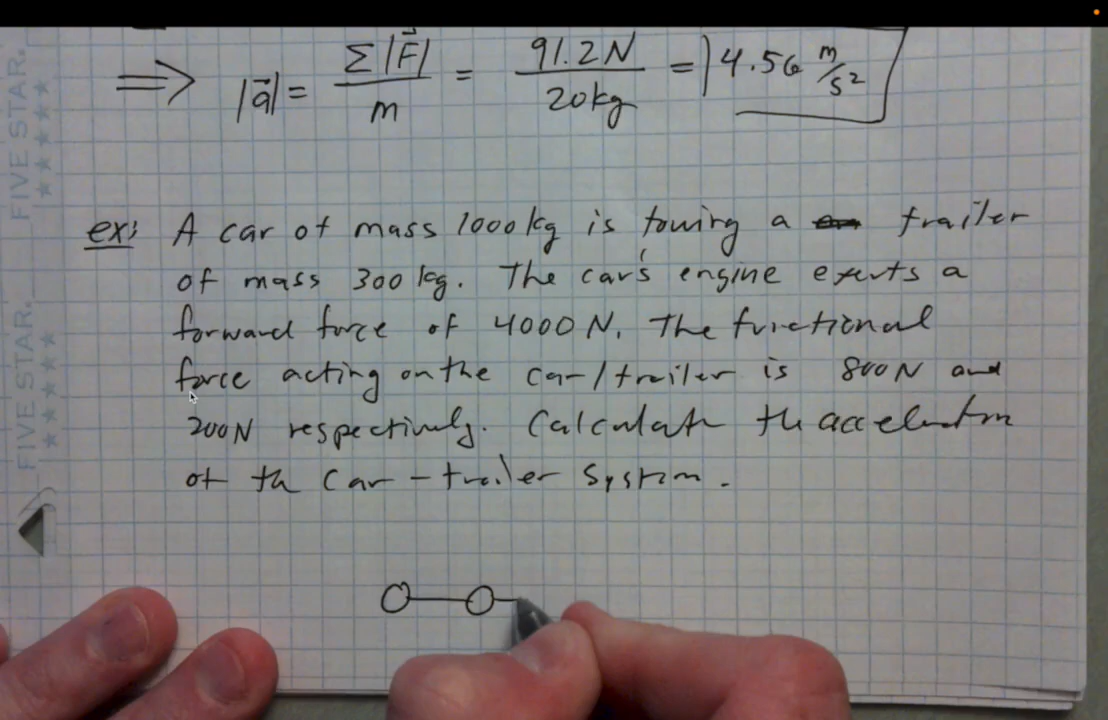 ⟹ |a⃗| = Σ|F⃗| / m = 91.2N / 20kg = 4.56 m/s²
ex: A car of mass 1000 kg is towing a trailer
of mass 300 kg. The car's engine exerts a
forward force of 4000 N. The frictional
force acting on the car/trailer is 800N and
200N respectively. Calculate the acceleration
of the car-trailer system.
FIVE STAR.
FIVE STAR.